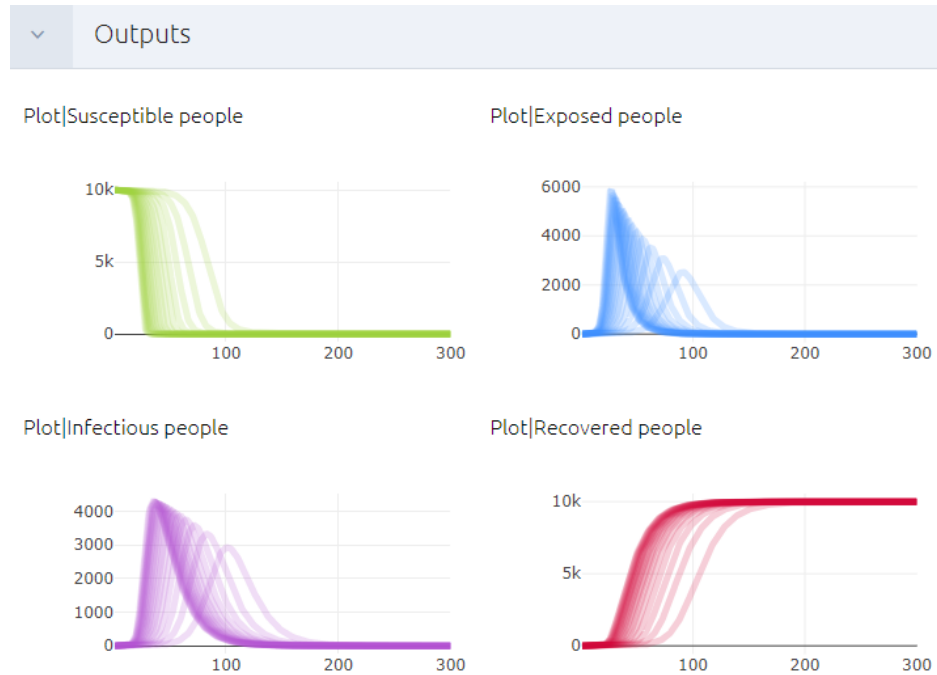 Outputs
Plot|Susceptible people
10k
5k
0
100 200 300
Plot|Exposed people
6000
4000
2000
0
100 200 300
Plot|Infectious people
4000
3000
2000
1000
0
100 200 300
Plot|Recovered people
10k
5k
0
100 200 300